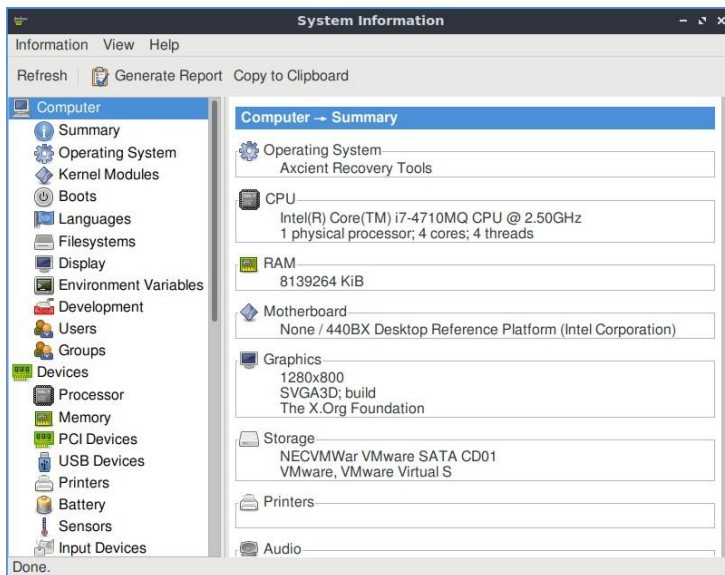 System Information
Information View Help
Refresh Generate Report Copy to Clipboard
Computer
Summary
Operating System
Kernel Modules
Boots
Languages
Filesystems
Display
Environment Variables
Development
Users
Groups
Devices
Processor
Memory
PCI Devices
USB Devices
Printers
Battery
Sensors
Input Devices
Computer → Summary
Operating System
Axcient Recovery Tools
CPU
Intel(R) Core(TM) i7-4710MQ CPU @ 2.50GHz
1 physical processor; 4 cores; 4 threads
RAM
8139264 KiB
Motherboard
None / 440BX Desktop Reference Platform (Intel Corporation)
Graphics
1280x800
SVGA3D; build
The X.Org Foundation
Storage
NECVMWar VMware SATA CD01
VMware, VMware Virtual S
Printers
Audio
Done.